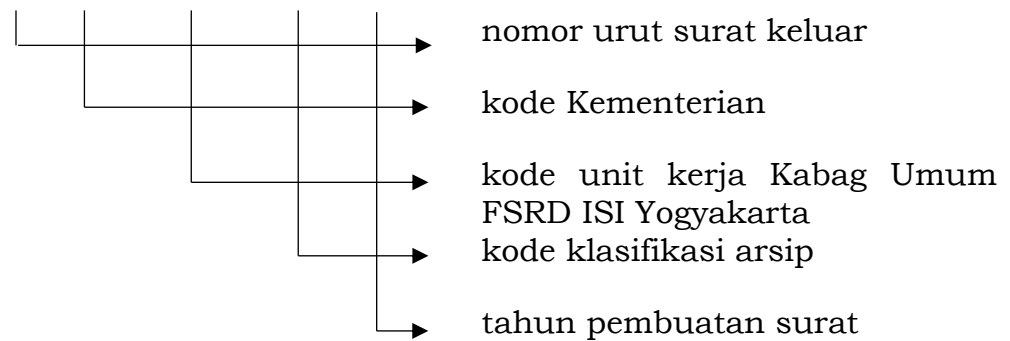 nomor urut surat keluar
kode Kementerian
kode unit kerja Kabag Umum
FSRD ISI Yogyakarta
kode klasifikasi arsip
tahun pembuatan surat